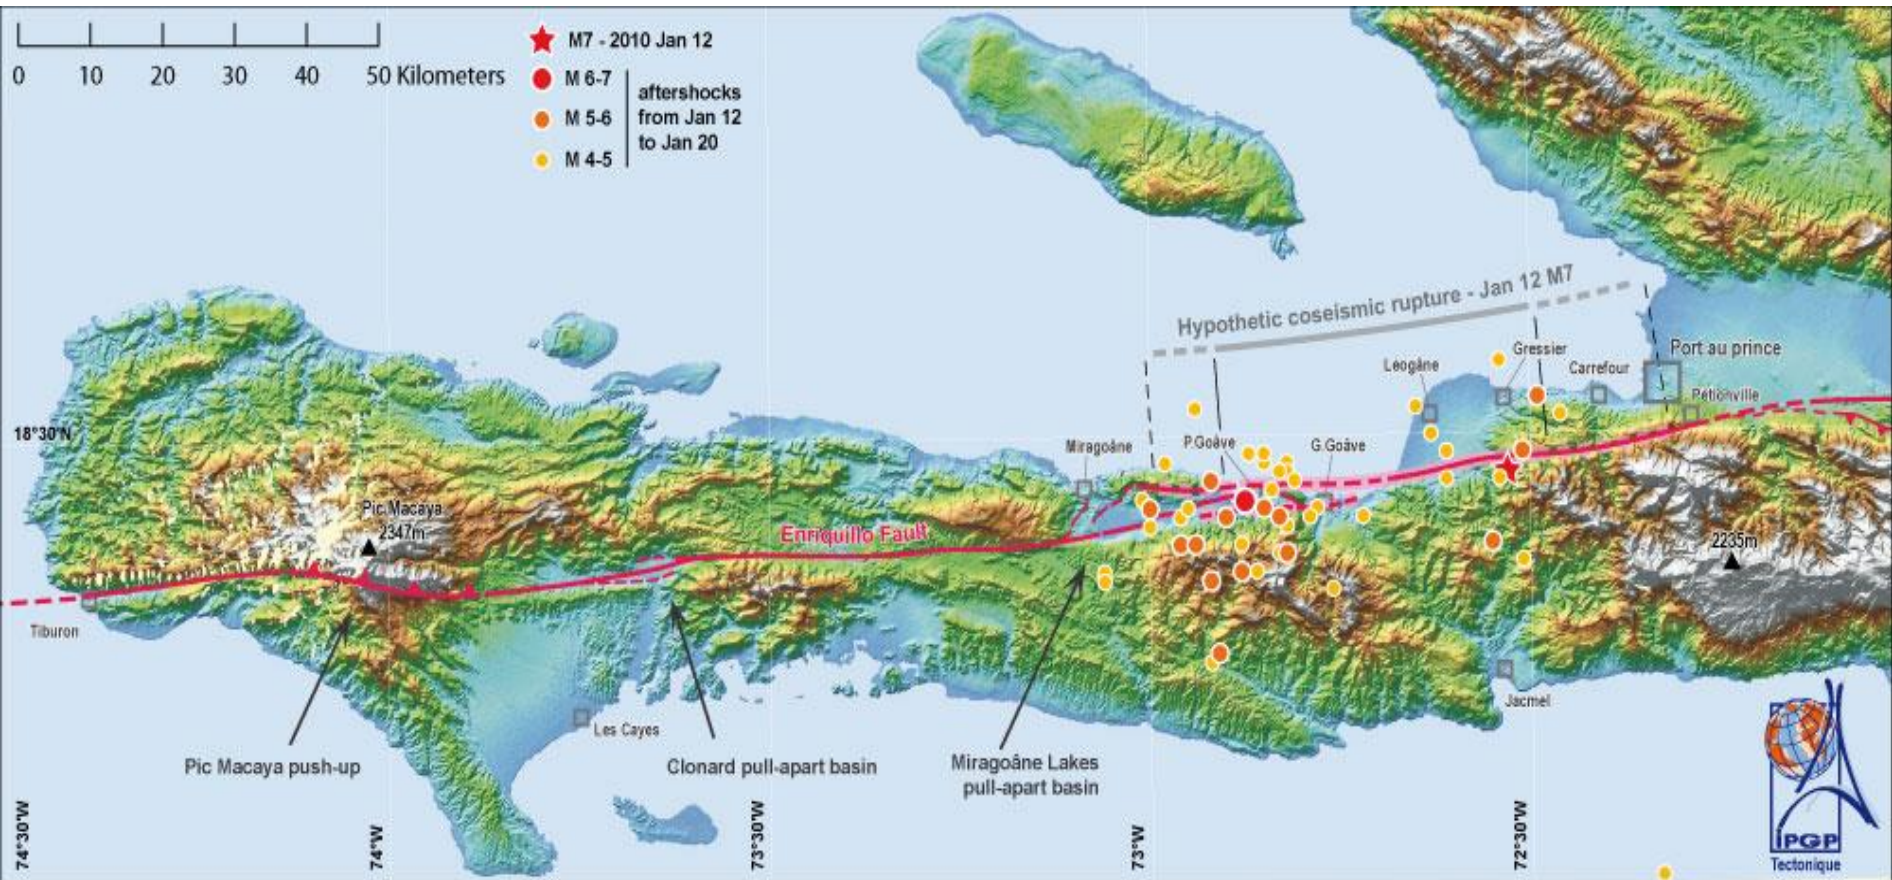 0 10 20 30 40 50 Kilometers
M7 - 2010 Jan 12
M 6-7
M 5-6
M 4-5
aftershocks
from Jan 12
to Jan 20
Hypothetic coseismic rupture - Jan 12 M7
Port au prince
Gressier
Carrefour
Leogâne
Pétionville
18°30'N
Miragoâne
P.Goâve
G.Goâve
Pic Macaya
2347m
Enriquillo Fault
2235m
Tiburon
Les Cayes
Jacmel
Pic Macaya push-up
Clonard pull-apart basin
Miragoâne Lakes
pull-apart basin
74°30'W
74°W
73°30'W
73°W
72°30'W
iPGP
Tectonique